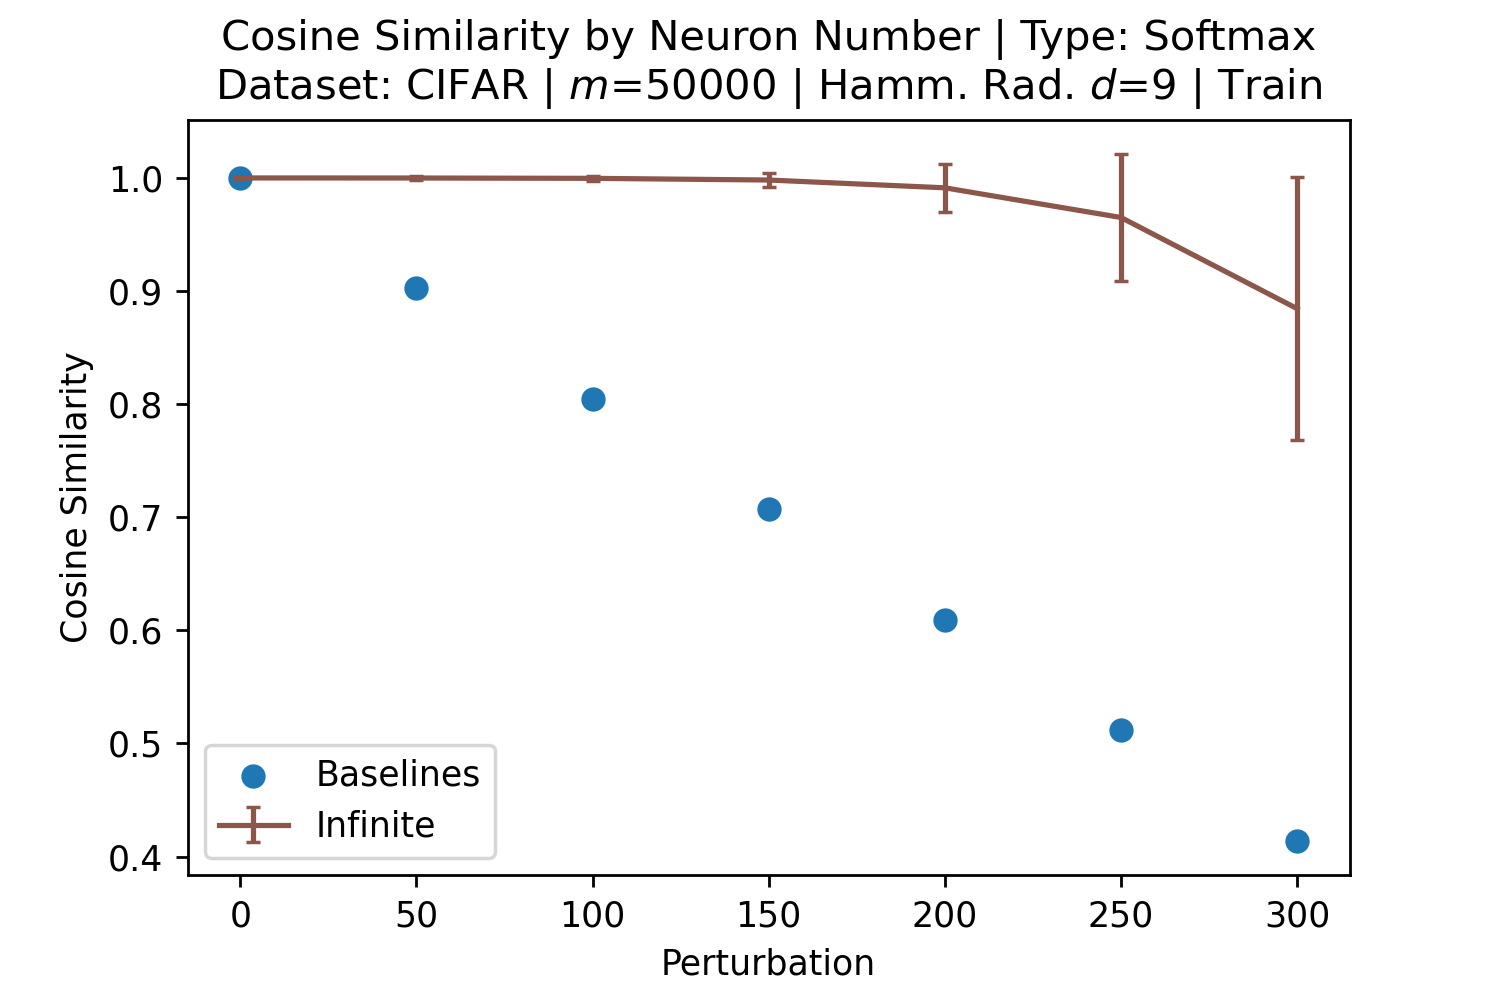 Cosine Similarity by Neuron Number | Type: Softmax
Dataset: CIFAR | m=50000 | Hamm. Rad. d=9 | Train
Cosine Similarity
1.0
0.9
0.8
0.7
0.6
0.5
0.4
Baselines
Infinite
0 50 100 150 200 250 300
Perturbation